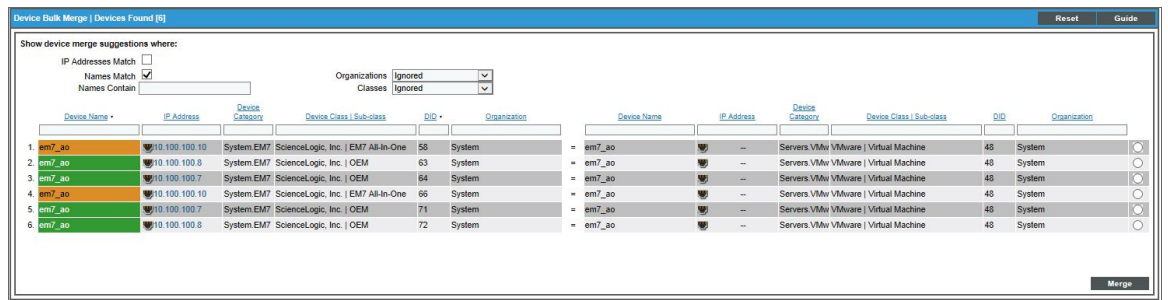 Device Bulk Merge | Devices Found [6] Reset Guide
Show device merge suggestions where:
IP Addresses Match
Names Match Organizations Ignored
Names Contain Classes Ignored
Device Name IP Address Device Category Device Class | Sub-class DID Organization Device Name IP Address Device Category Device Class | Sub-class DID Organization
1. em7_ao 10.100.100.10 System.EM7 ScienceLogic, Inc. | EM7 All-In-One 58 System = em7_ao -- Servers.VMw VMware | Virtual Machine 48 System
2. em7_ao 10.100.100.8 System.EM7 ScienceLogic, Inc. | OEM 63 System = em7_ao -- Servers.VMw VMware | Virtual Machine 48 System
3. em7_ao 10.100.100.7 System.EM7 ScienceLogic, Inc. | OEM 64 System = em7_ao -- Servers.VMw VMware | Virtual Machine 48 System
4. em7_ao 10.100.100.10 System.EM7 ScienceLogic, Inc. | EM7 All-In-One 66 System = em7_ao -- Servers.VMw VMware | Virtual Machine 48 System
5. em7_ao 10.100.100.7 System.EM7 ScienceLogic, Inc. | OEM 71 System = em7_ao -- Servers.VMw VMware | Virtual Machine 48 System
6. em7_ao 10.100.100.8 System.EM7 ScienceLogic, Inc. | OEM 72 System = em7_ao -- Servers.VMw VMware | Virtual Machine 48 System
Merge